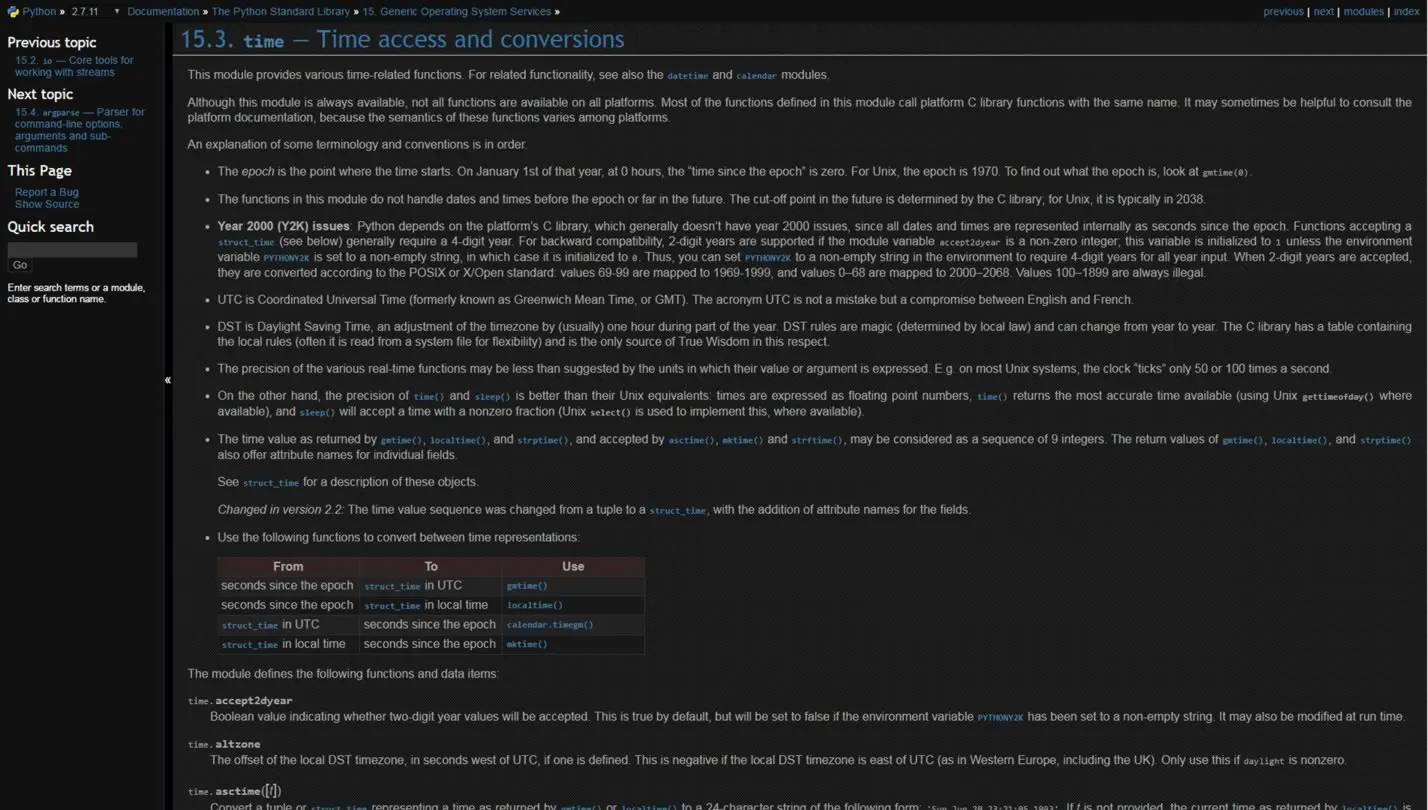 Python » 2.7.11 ▾ Documentation » The Python Standard Library » 15. Generic Operating System Services »
previous | next | modules | index
Previous topic
15.2. io — Core tools for
working with streams
Next topic
15.4. argparse — Parser for
command-line options,
arguments and sub-
commands
This Page
Report a Bug
Show Source
Quick search
Go
Enter search terms or a module,
class or function name.
«
15.3. time — Time access and conversions
This module provides various time-related functions. For related functionality, see also the datetime and calendar modules.
Although this module is always available, not all functions are available on all platforms. Most of the functions defined in this module call platform C library functions with the same name. It may sometimes be helpful to consult the
platform documentation, because the semantics of these functions varies among platforms.
An explanation of some terminology and conventions is in order.
• The epoch is the point where the time starts. On January 1st of that year, at 0 hours, the “time since the epoch” is zero. For Unix, the epoch is 1970. To find out what the epoch is, look at gmtime(0).
• The functions in this module do not handle dates and times before the epoch or far in the future. The cut-off point in the future is determined by the C library; for Unix, it is typically in 2038.
• Year 2000 (Y2K) issues: Python depends on the platform’s C library, which generally doesn’t have year 2000 issues, since all dates and times are represented internally as seconds since the epoch. Functions accepting a
struct_time (see below) generally require a 4-digit year. For backward compatibility, 2-digit years are supported if the module variable accept2dyear is a non-zero integer; this variable is initialized to 1 unless the environment
variable PYTHONY2K is set to a non-empty string, in which case it is initialized to 0. Thus, you can set PYTHONY2K to a non-empty string in the environment to require 4-digit years for all year input. When 2-digit years are accepted,
they are converted according to the POSIX or X/Open standard: values 69-99 are mapped to 1969-1999, and values 0–68 are mapped to 2000–2068. Values 100–1899 are always illegal.
• UTC is Coordinated Universal Time (formerly known as Greenwich Mean Time, or GMT). The acronym UTC is not a mistake but a compromise between English and French.
• DST is Daylight Saving Time, an adjustment of the timezone by (usually) one hour during part of the year. DST rules are magic (determined by local law) and can change from year to year. The C library has a table containing
the local rules (often it is read from a system file for flexibility) and is the only source of True Wisdom in this respect.
• The precision of the various real-time functions may be less than suggested by the units in which their value or argument is expressed. E.g. on most Unix systems, the clock “ticks” only 50 or 100 times a second.
• On the other hand, the precision of time() and sleep() is better than their Unix equivalents: times are expressed as floating point numbers, time() returns the most accurate time available (using Unix gettimeofday() where
available), and sleep() will accept a time with a nonzero fraction (Unix select() is used to implement this, where available).
• The time value as returned by gmtime(), localtime(), and strptime(), and accepted by asctime(), mktime() and strftime(), may be considered as a sequence of 9 integers. The return values of gmtime(), localtime(), and strptime()
also offer attribute names for individual fields.
See struct_time for a description of these objects.
Changed in version 2.2: The time value sequence was changed from a tuple to a struct_time, with the addition of attribute names for the fields.
• Use the following functions to convert between time representations:
From To Use
seconds since the epoch struct_time in UTC gmtime()
seconds since the epoch struct_time in local time localtime()
struct_time in UTC seconds since the epoch calendar.timegm()
struct_time in local time seconds since the epoch mktime()
The module defines the following functions and data items:
time.accept2dyear
Boolean value indicating whether two-digit year values will be accepted. This is true by default, but will be set to false if the environment variable PYTHONY2K has been set to a non-empty string. It may also be modified at run time.
time.altzone
The offset of the local DST timezone, in seconds west of UTC, if one is defined. This is negative if the local DST timezone is east of UTC (as in Western Europe, including the UK). Only use this if daylight is nonzero.
time.asctime([t])
Convert a tuple or struct_time representing a time as returned by gmtime() or localtime() to a 24-character string of the following form: 'Sun Jun 20 23:21:05 1993'. If t is not provided, the current time as returned by localtime() is